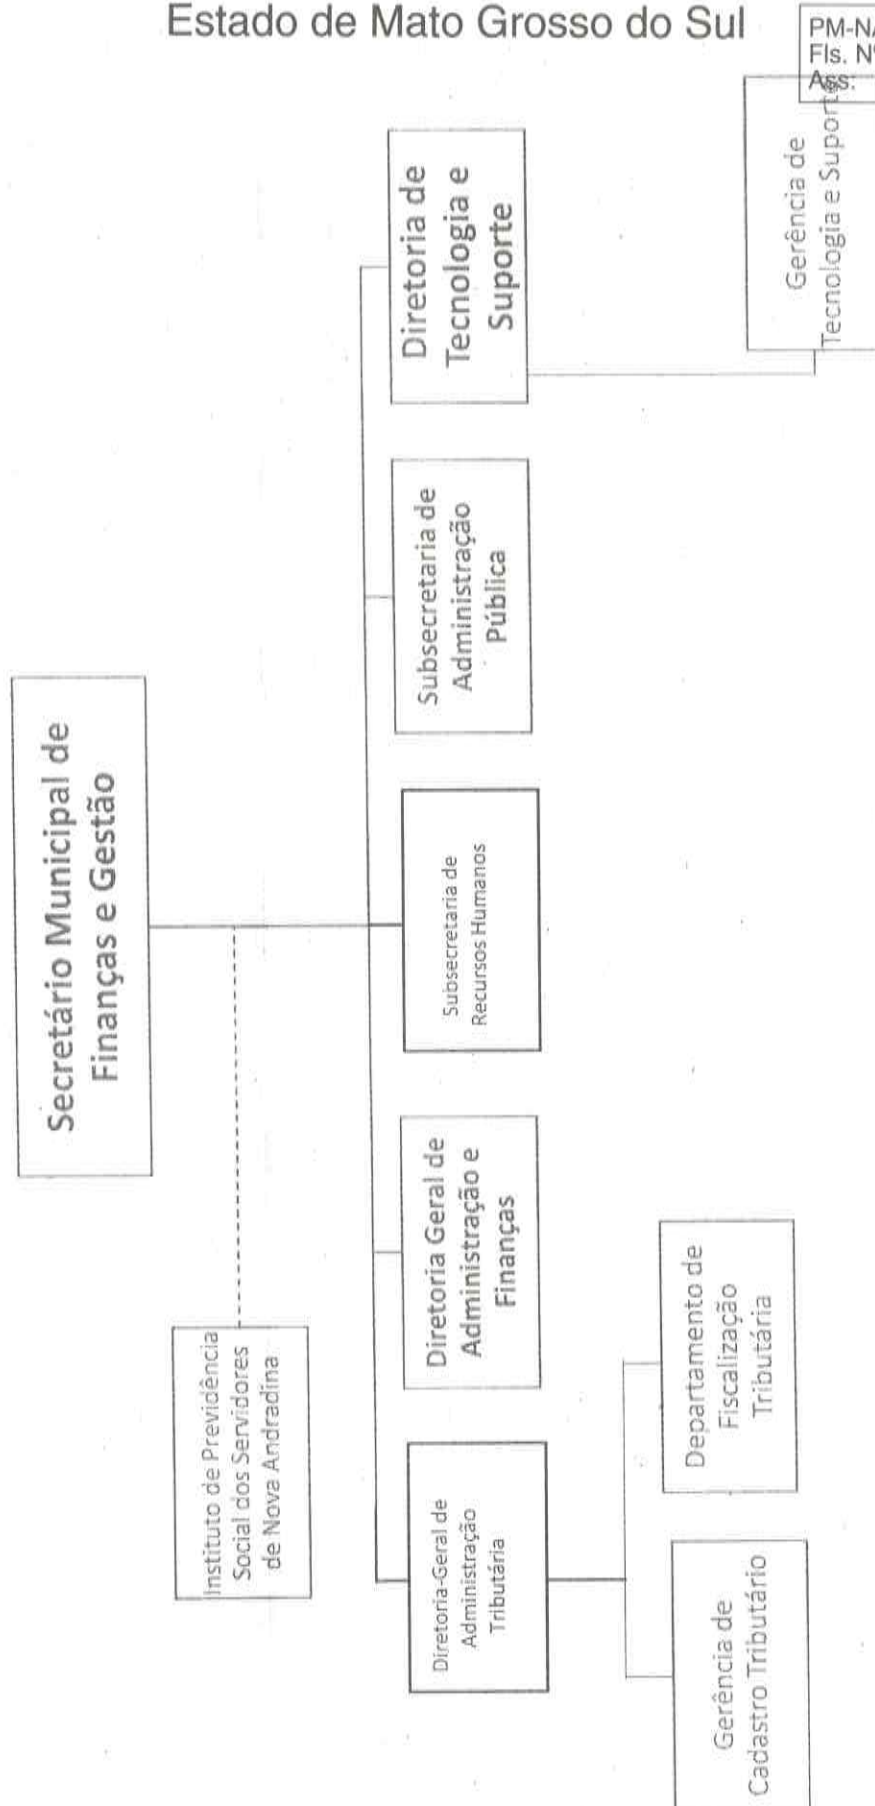 Estado de Mato Grosso do Sul
PM-NA
Fls. Nº
Ass.
Secretário Municipal de
Finanças e Gestão
Instituto de Previdência
Social dos Servidores
de Nova Andradina
Diretoria-Geral de
Administração
Tributária
Diretoria Geral de
Administração e
Finanças
Subsecretaria de
Recursos Humanos
Subsecretaria de
Administração
Pública
Diretoria de
Tecnologia e
Suporte
Gerência de
Cadastro Tributário
Departamento de
Fiscalização
Tributária
Gerência de
Tecnologia e Suporte